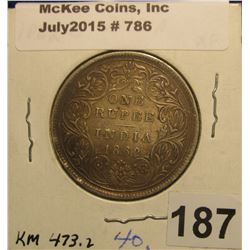 McKee Coins, Inc
July2015 # 786
ONE
RUPEE
INDIA
KM 473.2
40.
187